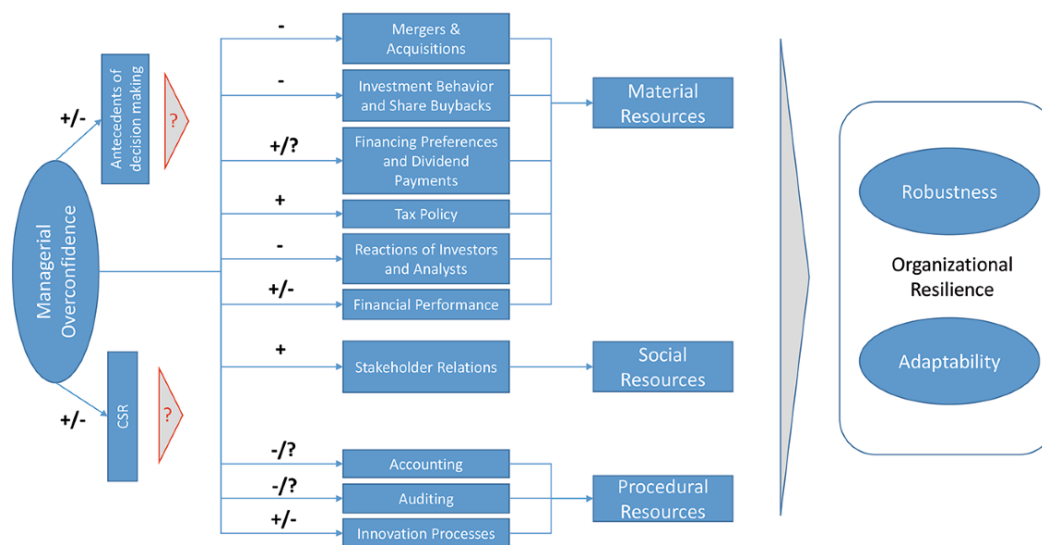 Managerial
Overconfidence
+/-
Antecedents of
decision making
?
+/-
CSR
?
-
Mergers &
Acquisitions
-
Investment Behavior
and Share Buybacks
+/?
Financing Preferences
and Dividend
Payments
+
Tax Policy
-
Reactions of Investors
and Analysts
+/-
Financial Performance
+
Stakeholder Relations
-/?
Accounting
-/?
Auditing
+/-
Innovation Processes
Material
Resources
Social
Resources
Procedural
Resources
Robustness
Organizational
Resilience
Adaptability